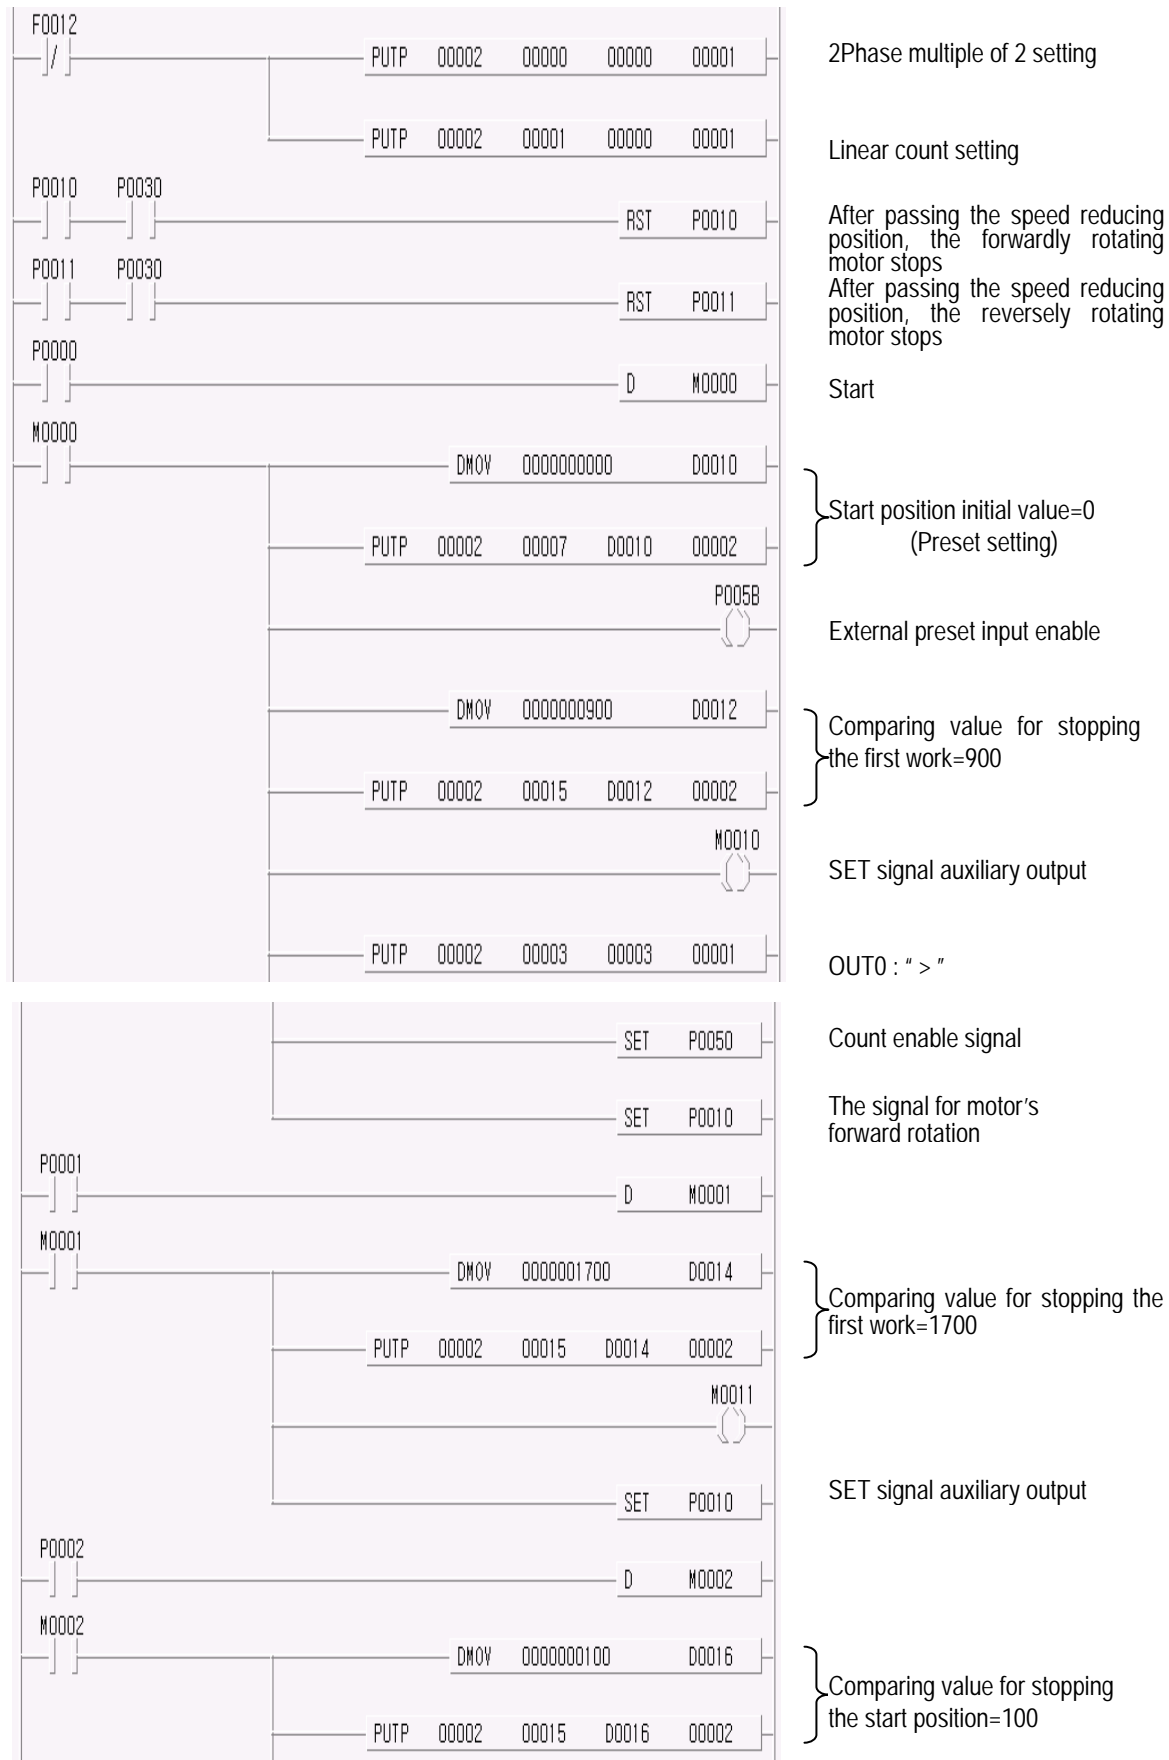 F0012
PUTP 00002 00000 00000 00001
2Phase multiple of 2 setting
PUTP 00002 00001 00000 00001
Linear count setting
P0010 P0030
RST P0010
After passing the speed reducing
position, the forwardly rotating
motor stops
P0011 P0030
RST P0011
After passing the speed reducing
position, the reversely rotating
motor stops
P0000
D M0000
Start
M0000
DMOV 0000000000 D0010
PUTP 00002 00007 D0010 00002
Start position initial value=0
(Preset setting)
P005B
External preset input enable
DMOV 0000000900 D0012
PUTP 00002 00015 D0012 00002
Comparing value for stopping
the first work=900
M0010
SET signal auxiliary output
PUTP 00002 00003 00003 00001
OUT0 : “ > ”
SET P0050
Count enable signal
SET P0010
The signal for motor’s
forward rotation
P0001
D M0001
M0001
DMOV 0000001700 D0014
PUTP 00002 00015 D0014 00002
Comparing value for stopping the
first work=1700
M0011
SET P0010
SET signal auxiliary output
P0002
D M0002
M0002
DMOV 0000000100 D0016
PUTP 00002 00015 D0016 00002
Comparing value for stopping
the start position=100